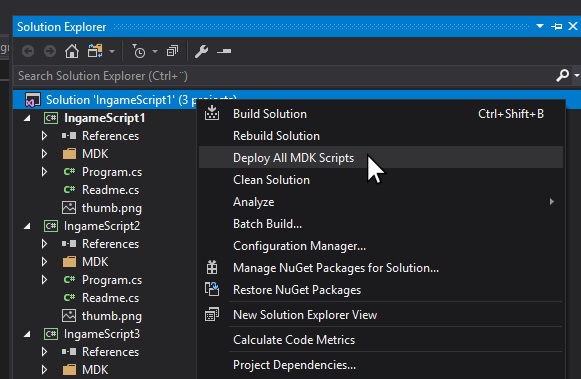 Solution Explorer
Search Solution Explorer (Ctrl+¨)
Solution 'IngameScript1' (3 projects)
IngameScript1
References
MDK
C# Program.cs
C# Readme.cs
thumb.png
IngameScript2
References
MDK
C# Program.cs
C# Readme.cs
thumb.png
IngameScript3
References
MDK
Build Solution Ctrl+Shift+B
Rebuild Solution
Deploy All MDK Scripts
Clean Solution
Analyze
Batch Build...
Configuration Manager...
Manage NuGet Packages for Solution...
Restore NuGet Packages
New Solution Explorer View
Calculate Code Metrics
Project Dependencies...